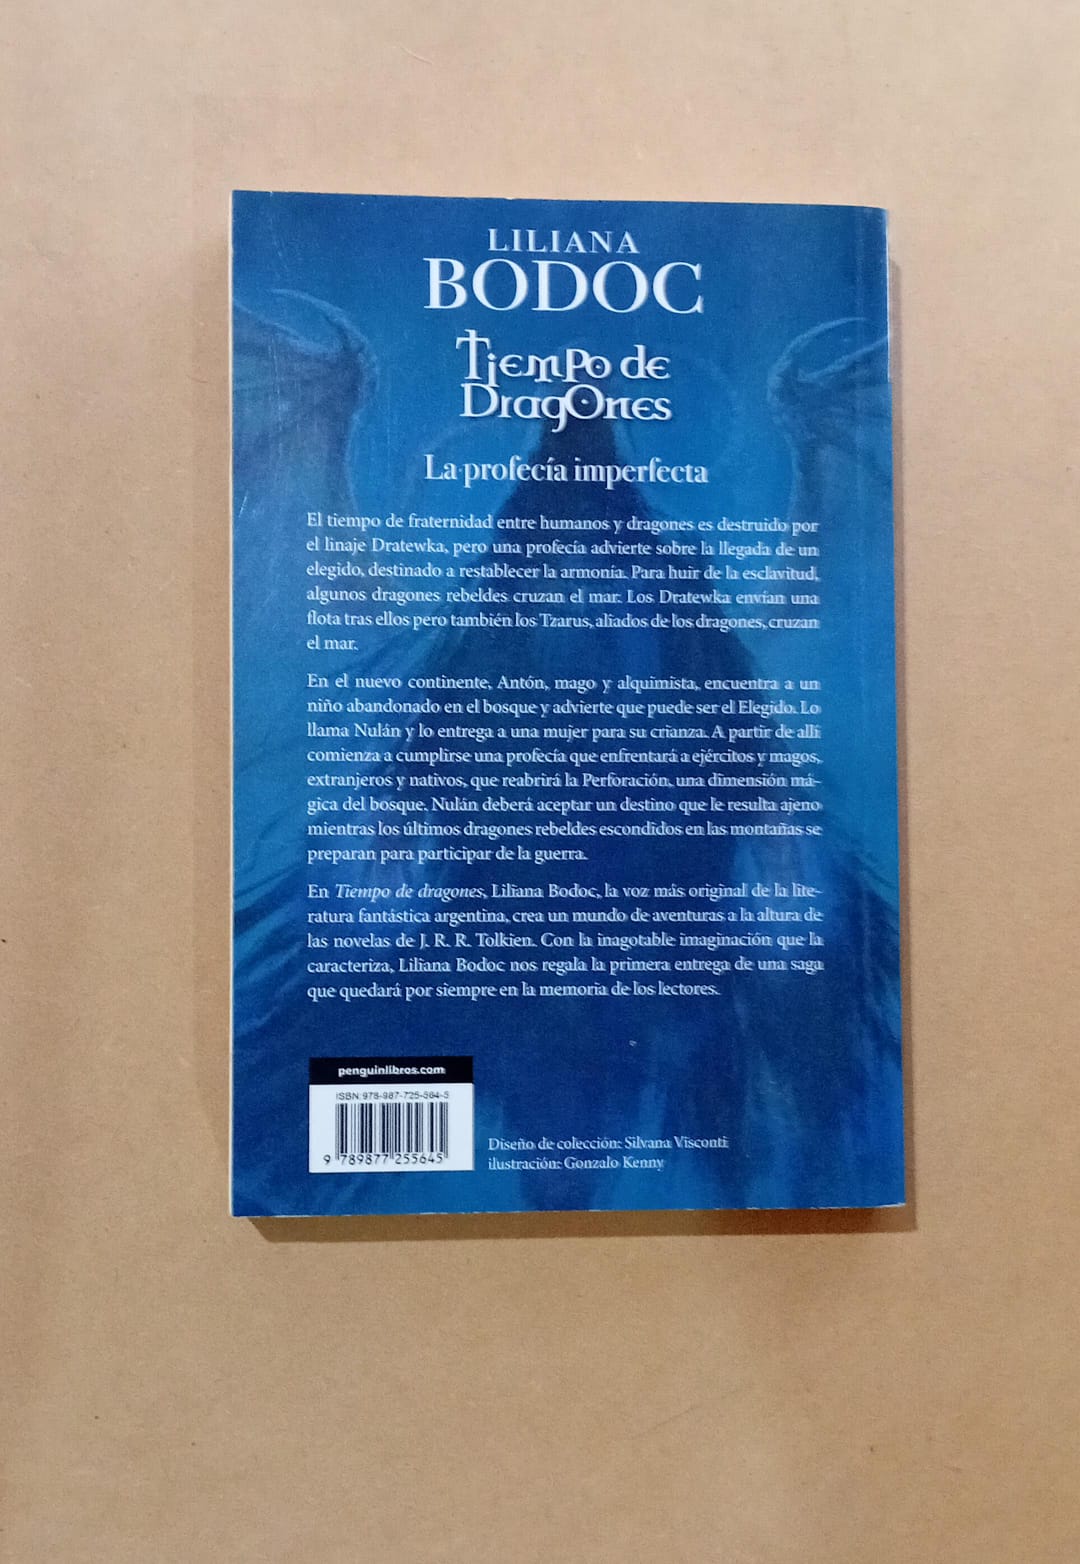 LILIANA
BODOC
Tiempo de
Dragones
La profecía imperfecta
El tiempo de fraternidad entre humanos y dragones es destruido por
el linaje Dratewka, pero una profecía advierte sobre la llegada de un
elegido, destinado a restablecer la armonía. Para huir de la esclavitud,
algunos dragones rebeldes cruzan el mar. Los Dratewka envían una
flota tras ellos pero también los Tzarus, aliados de los dragones, cruzan
el mar.
En el nuevo continente, Antón, mago y alquimista, encuentra a un
niño abandonado en el bosque y advierte que puede ser el Elegido. Lo
llama Nulán y lo entrega a una mujer para su crianza. A partir de allí
comienza a cumplirse una profecía que enfrentará a ejércitos y magos,
extranjeros y nativos, que reabrirá la Perforación, una dimensión má-
gica del bosque. Nulán deberá aceptar un destino que le resulta ajeno
mientras los últimos dragones rebeldes escondidos en las montañas se
preparan para participar de la guerra.
En Tiempo de dragones, Liliana Bodoc, la voz más original de la lite-
ratura fantástica argentina, crea un mundo de aventuras a la altura de
las novelas de J. R. R. Tolkien. Con la inagotable imaginación que la
caracteriza, Liliana Bodoc nos regala la primera entrega de una saga
que quedará por siempre en la memoria de los lectores.
penguinlibros.com
ISBN: 978-987-725-564-5
9 789877 255645
Diseño de colección: Silvana Visconti
ilustración: Gonzalo Kenny